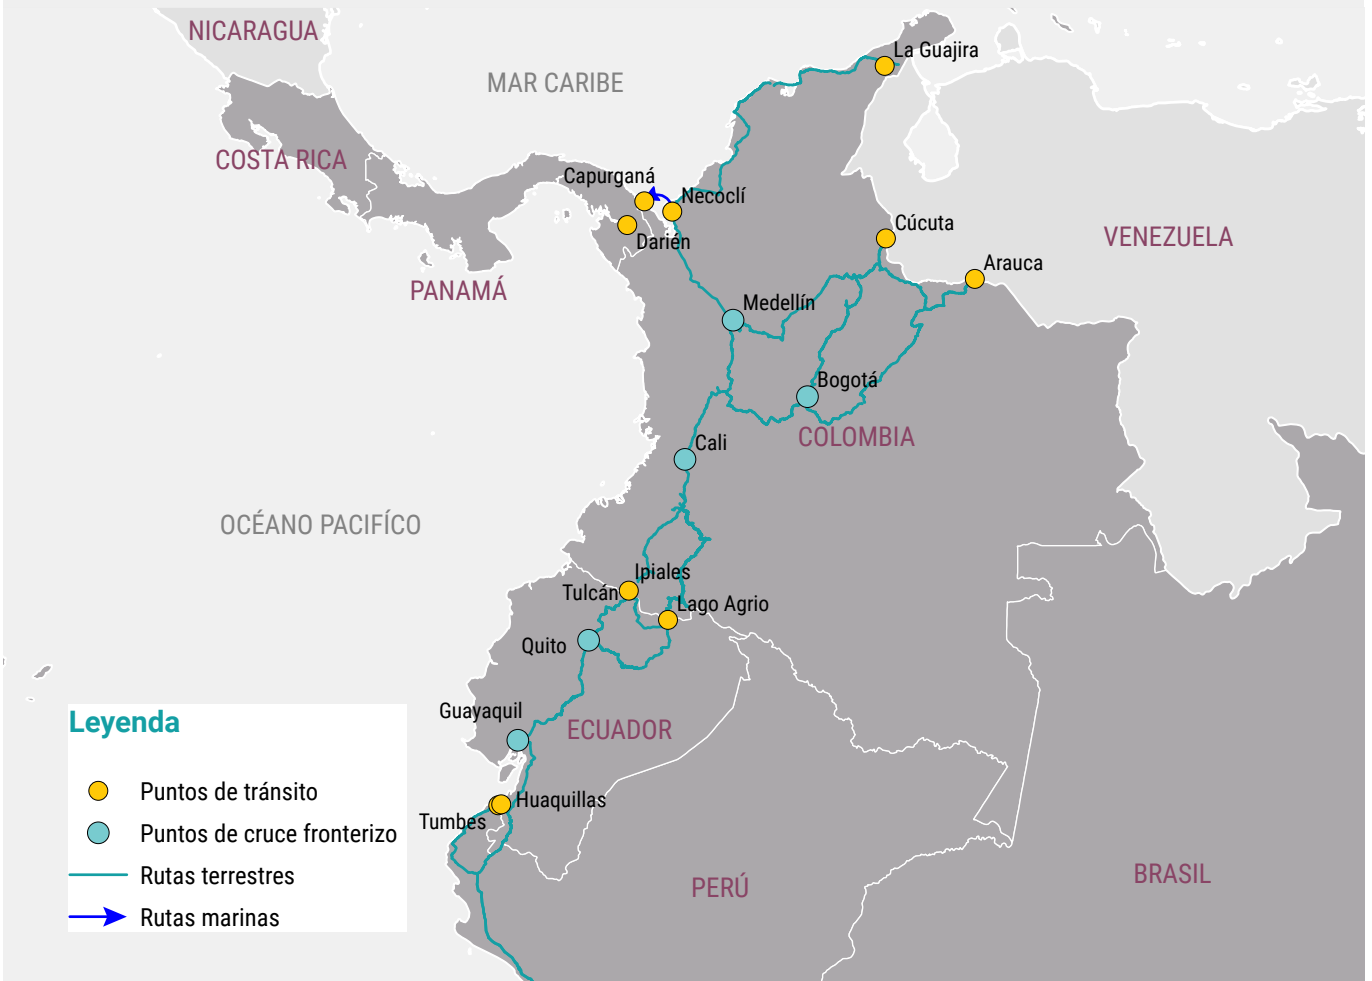 NICARAGUA
La Guajira
MAR CARIBE
COSTA RICA
Capurganá
Necoclí
Cúcuta
Darién
VENEZUELA
Arauca
PANAMÁ
Medellín
Bogotá
COLOMBIA
Cali
OCÉANO PACIFÍCO
Ipiales
Tulcán
Lago Agrio
Quito
Guayaquil
ECUADOR
Huaquillas
Tumbes
PERÚ
BRASIL
Leyenda
Puntos de tránsito
Puntos de cruce fronterizo
Rutas terrestres
Rutas marinas